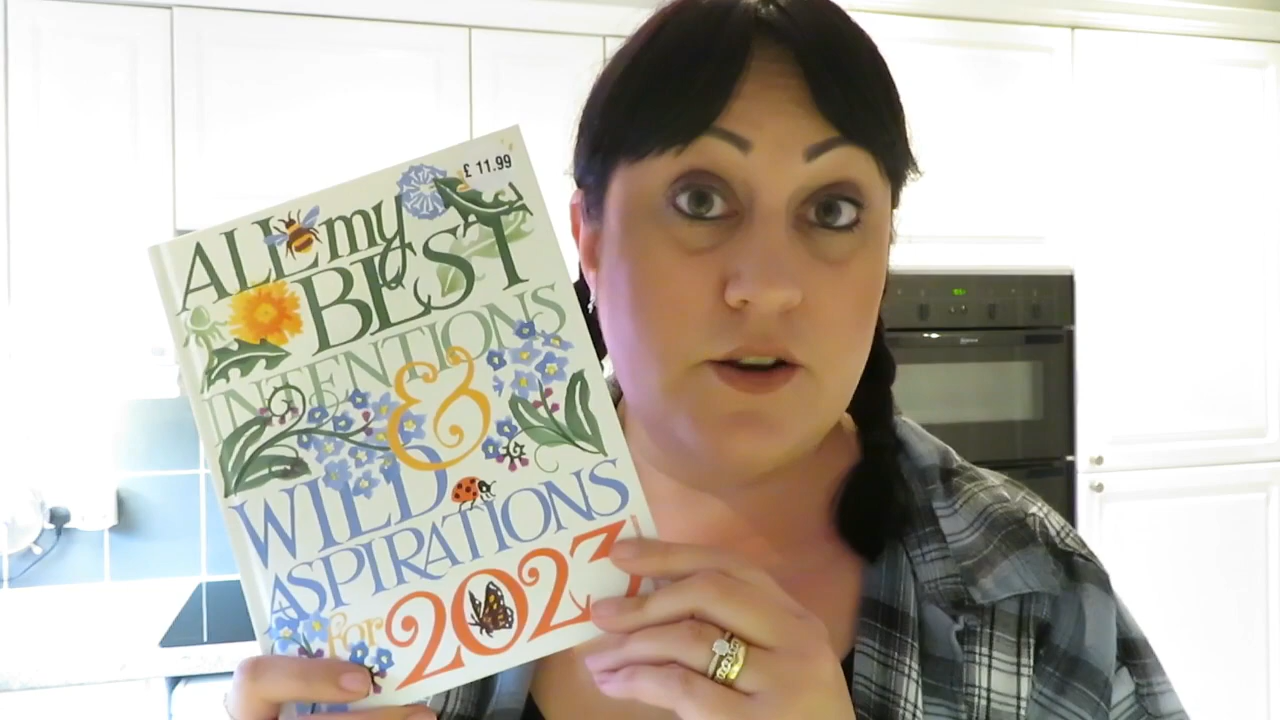 £ 11.99
ALL my
BEST
INTENTIONS
&
WILD
ASPIRATIONS
for 2023